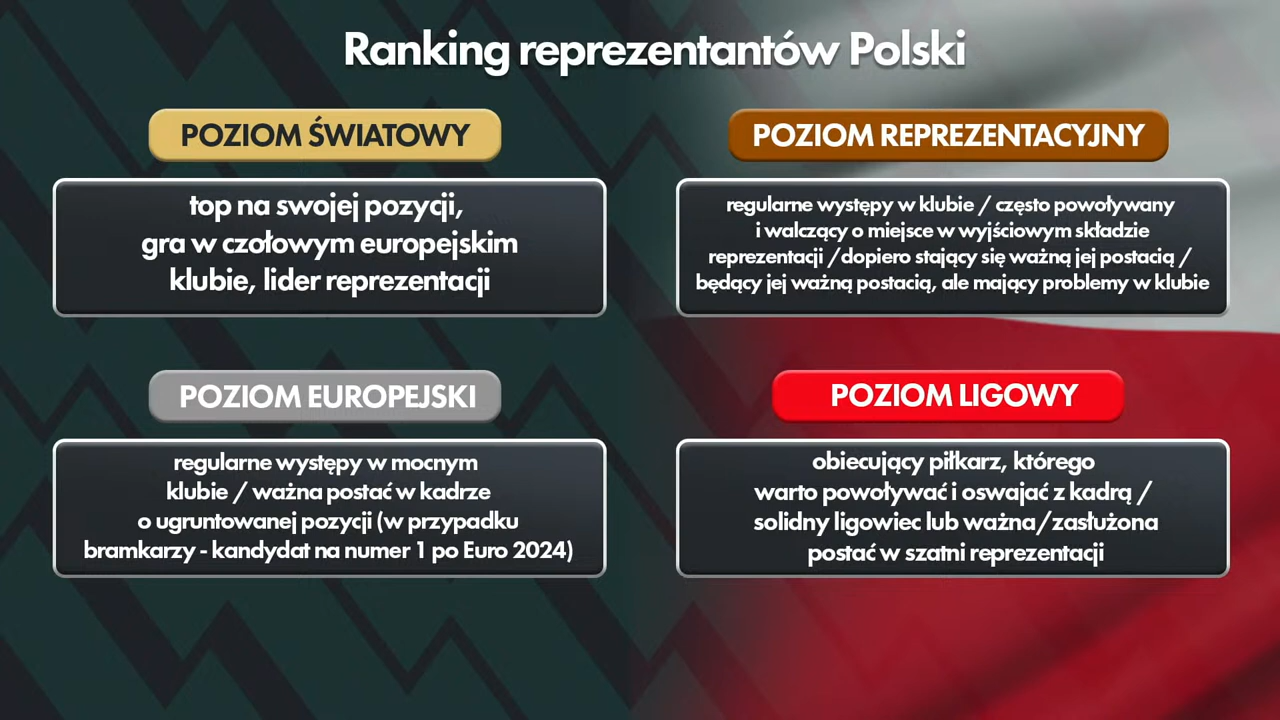 Ranking reprezentantów Polski
POZIOM ŚWIATOWY
top na swojej pozycji,
gra w czołowym europejskim
klubie, lider reprezentacji
POZIOM REPREZENTACYJNY
regularne występy w klubie / często powoływany
i walczący o miejsce w wyjściowym składzie
reprezentacji /dopiero stający się ważną jej postacią /
będący jej ważną postacią, ale mający problemy w klubie
POZIOM EUROPEJSKI
regularne występy w mocnym
klubie / ważna postać w kadrze
o ugruntowanej pozycji (w przypadku
bramkarzy - kandydat na numer 1 po Euro 2024)
POZIOM LIGOWY
obiecujący piłkarz, którego
warto powoływać i oswajać z kadrą /
solidny ligowiec lub ważna/zasłużona
postać w szatni reprezentacji